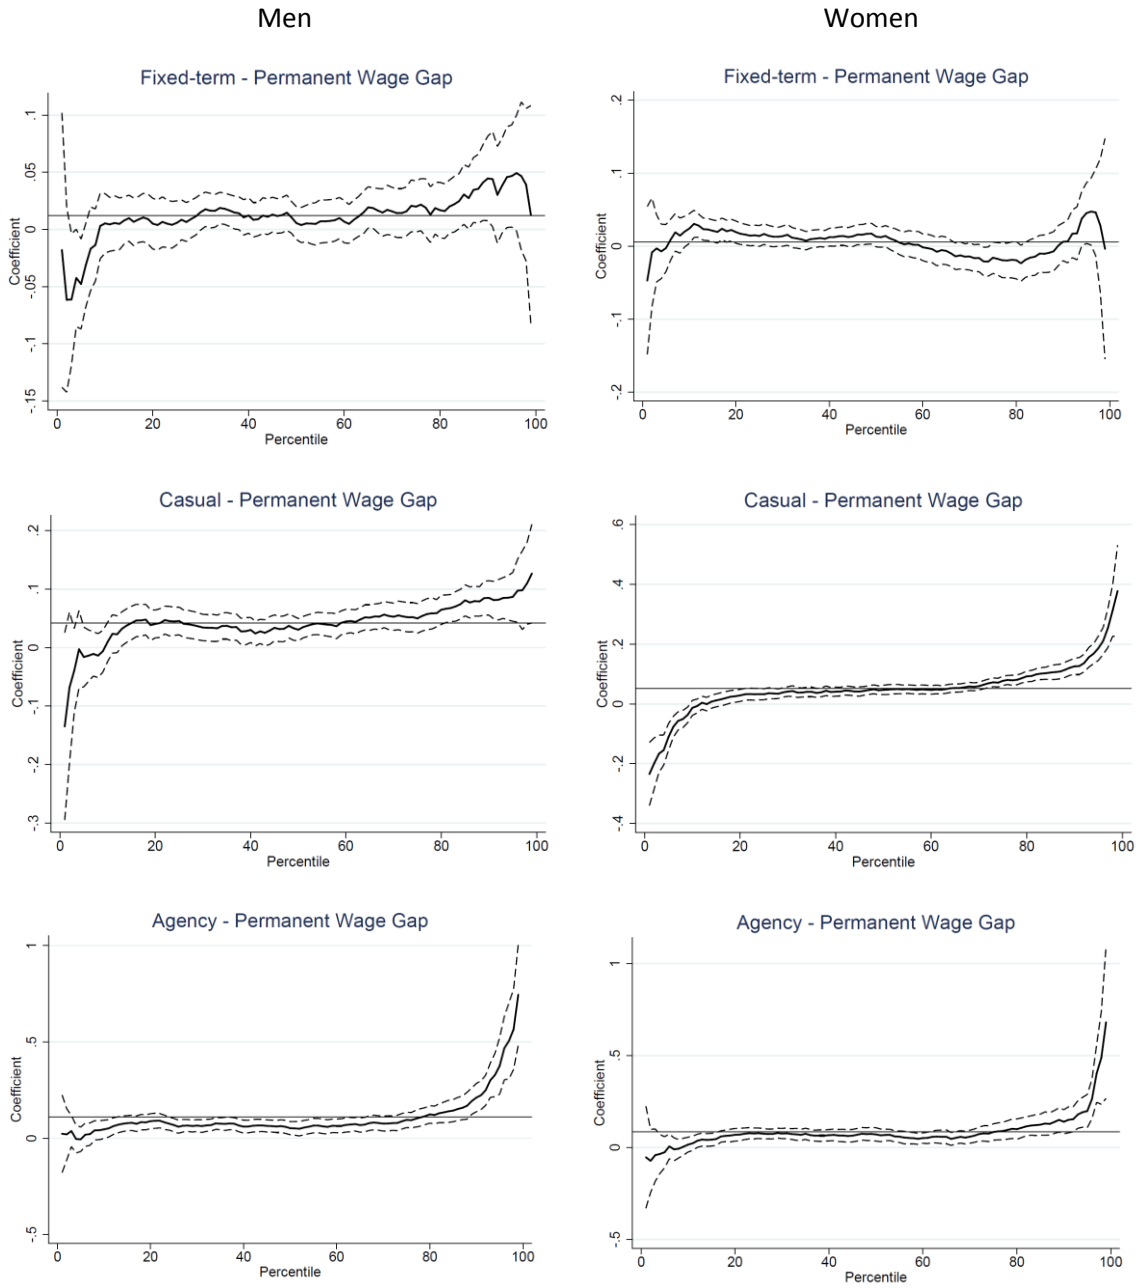 Men
Women
Fixed-term - Permanent Wage Gap
Coefficient
.1
.05
0
-.05
-.1
-.15
0 20 40 60 80 100
Percentile
Fixed-term - Permanent Wage Gap
Coefficient
.2
.1
0
-.1
-.2
0 20 40 60 80 100
Percentile
Casual - Permanent Wage Gap
Coefficient
.2
.1
0
-.1
-.2
-.3
0 20 40 60 80 100
Percentile
Casual - Permanent Wage Gap
Coefficient
.6
.4
.2
0
-.2
-.4
0 20 40 60 80 100
Percentile
Agency - Permanent Wage Gap
Coefficient
1
.5
0
-.5
0 20 40 60 80 100
Percentile
Agency - Permanent Wage Gap
Coefficient
1
.5
0
-.5
0 20 40 60 80 100
Percentile